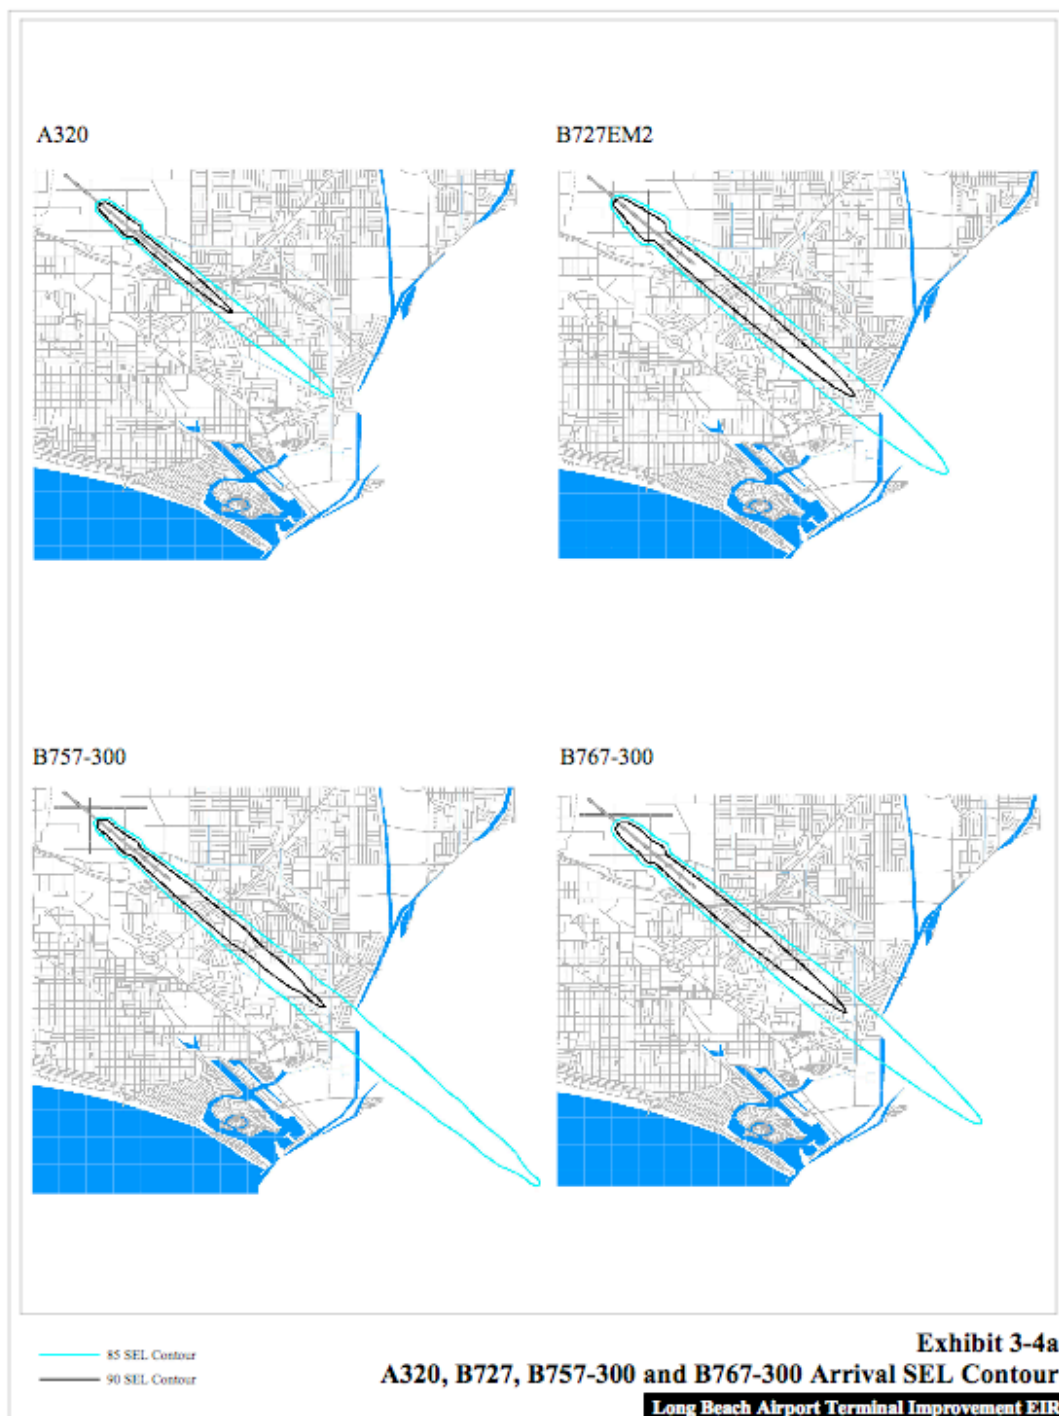 A320
B727EM2
B757-300
B767-300
85 SEL Contour
90 SEL Contour
Exhibit 3-4a
A320, B727, B757-300 and B767-300 Arrival SEL Contour
Long Beach Airport Terminal Improvement EIR